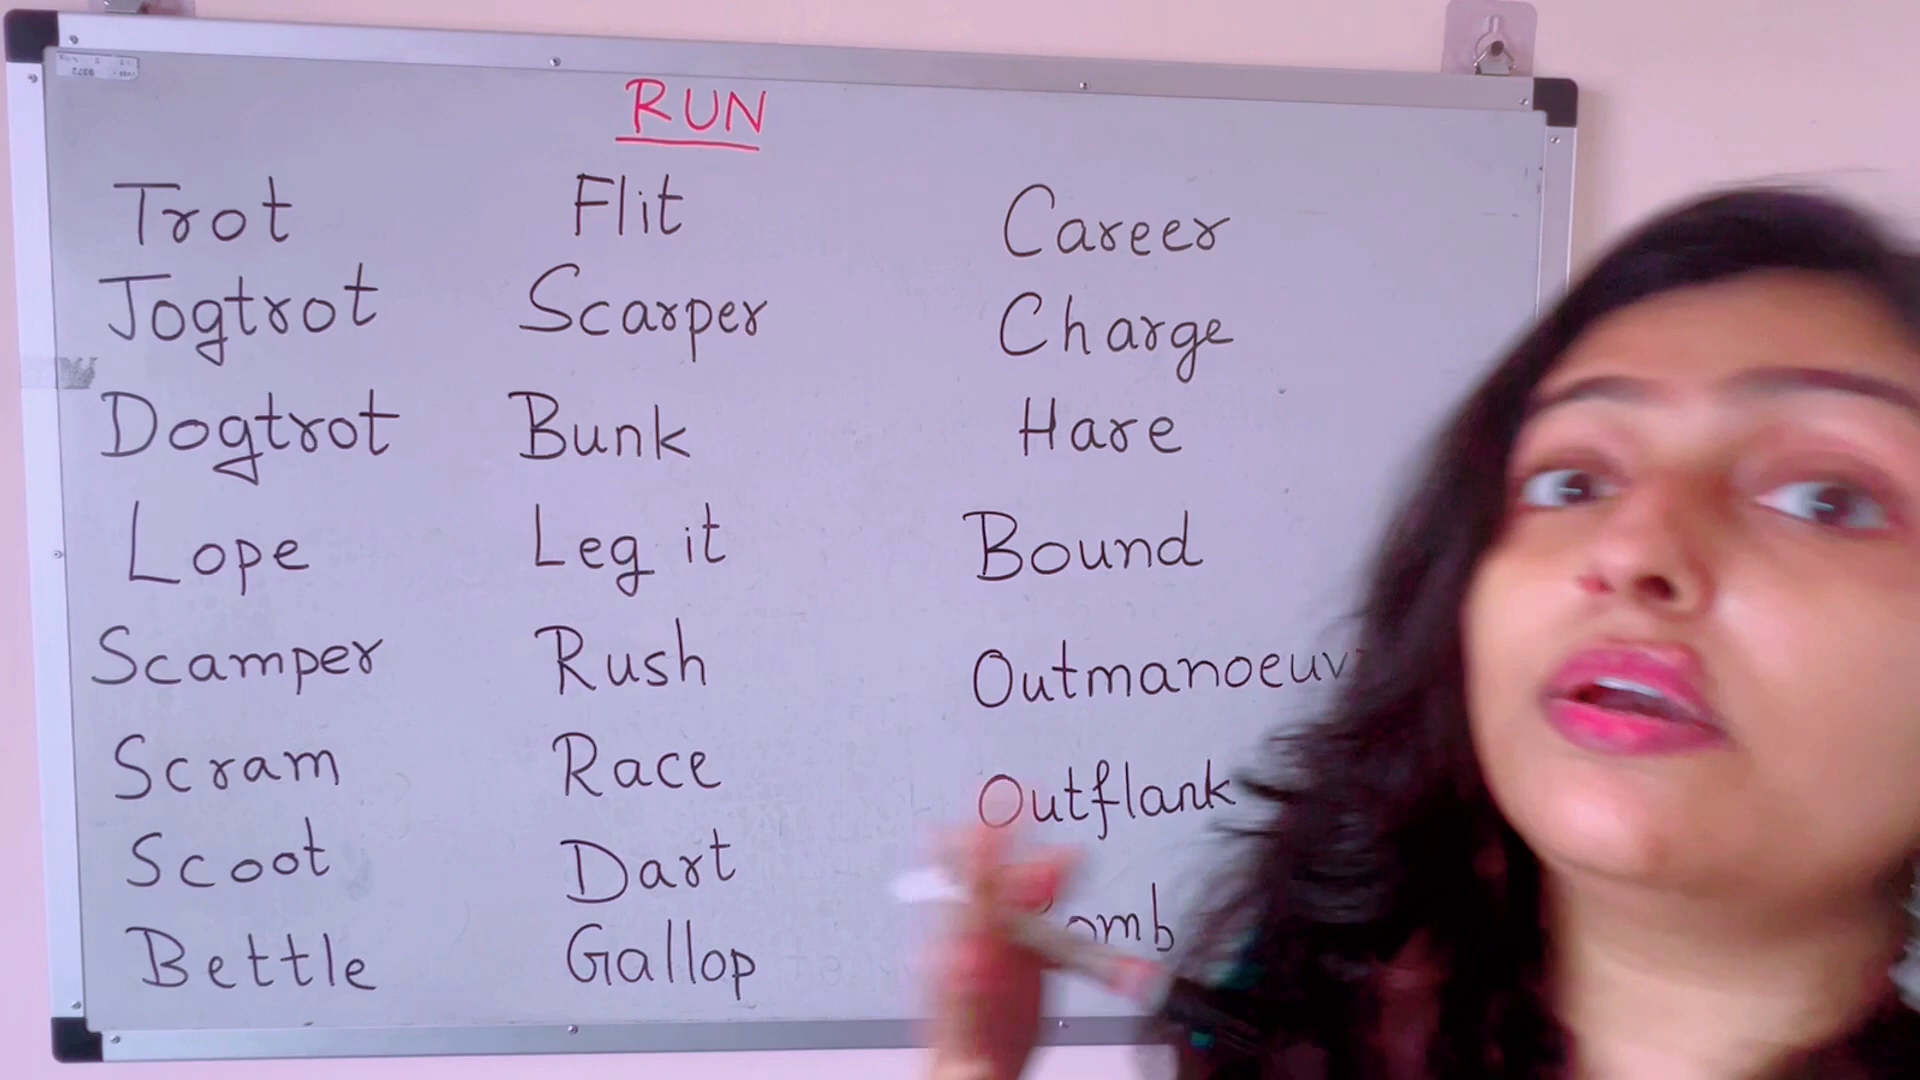 RUN
Trot
Jogtrot
Dogtrot
Lope
Scamper
Scram
Scoot
Bettle
Flit
Scarper
Bunk
Leg it
Rush
Race
Dart
Gallop
Career
Charge
Hare
Bound
Outflank